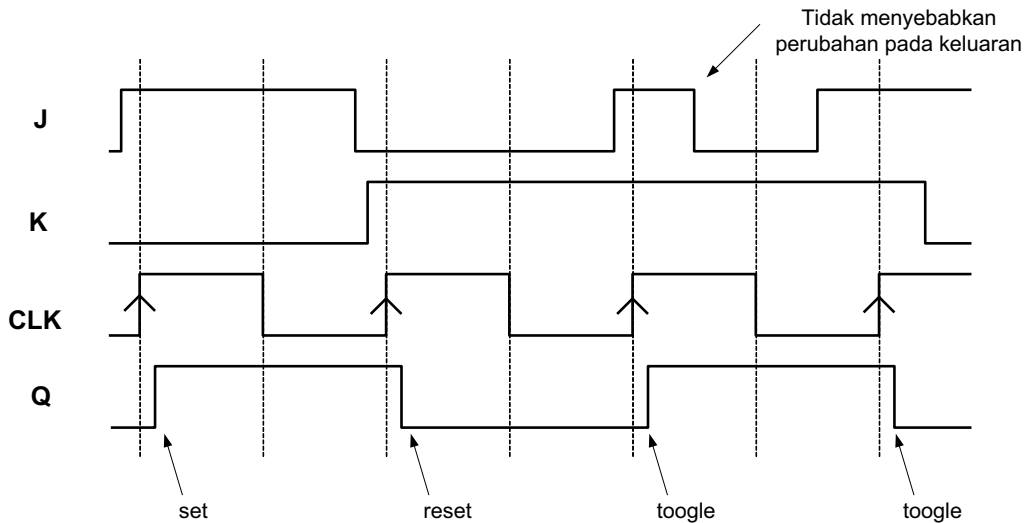 Tidak menyebabkan
perubahan pada keluaran
J
K
CLK
Q
set
reset
toogle
toogle